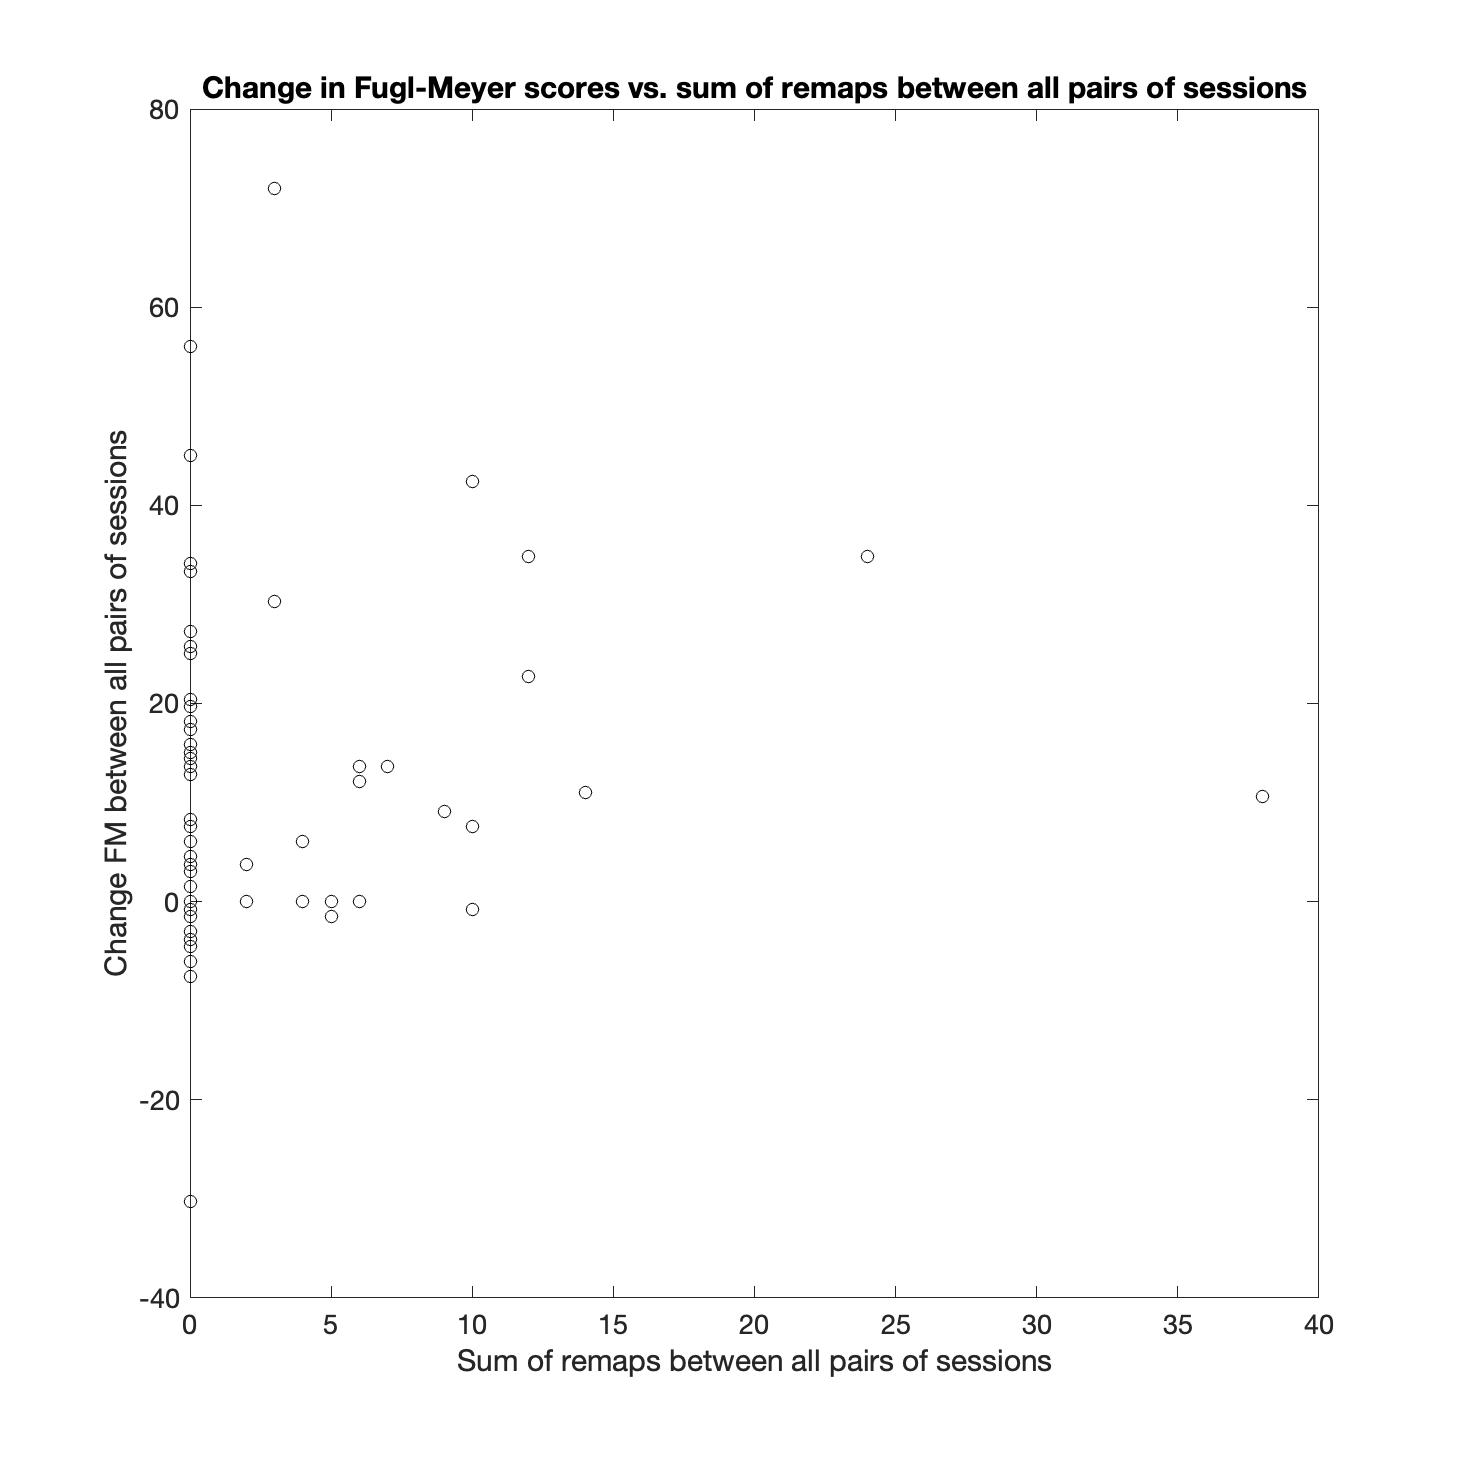 Change in Fugl-Meyer scores vs. sum of remaps between all pairs of sessions
80
60
40
20
0
-20
-40
Change FM between all pairs of sessions
0 5 10 15 20 25 30 35 40
Sum of remaps between all pairs of sessions